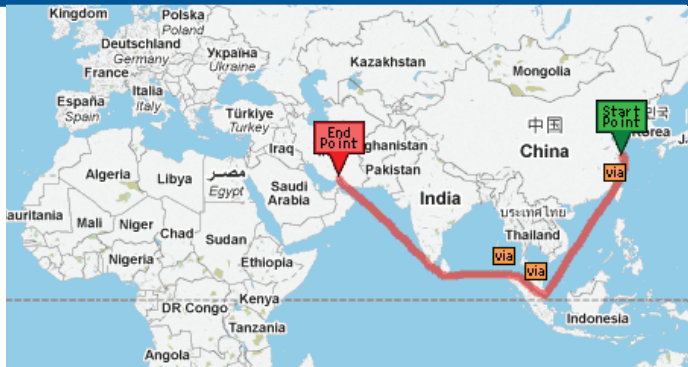 Kingdom
Polska
Poland
Deutschland
Germany
Україна
Ukraine
France
Kazakhstan
Mongolia
España
Spain
Italia
Italy
Türkiye
Turkey
Start
Point
End
Point
中国
China
Korea
Iraq
ghanistan
Pakistan
via
Algeria
Libya
مصر
Egypt
Saudi
Arabia
India
auritania
Mali
Niger
Chad
Sudan
ประเทศไทย
Thailand
Nigeria
Ethiopia
via
via
Kenya
DR Congo
Tanzania
Indonesia
Angola